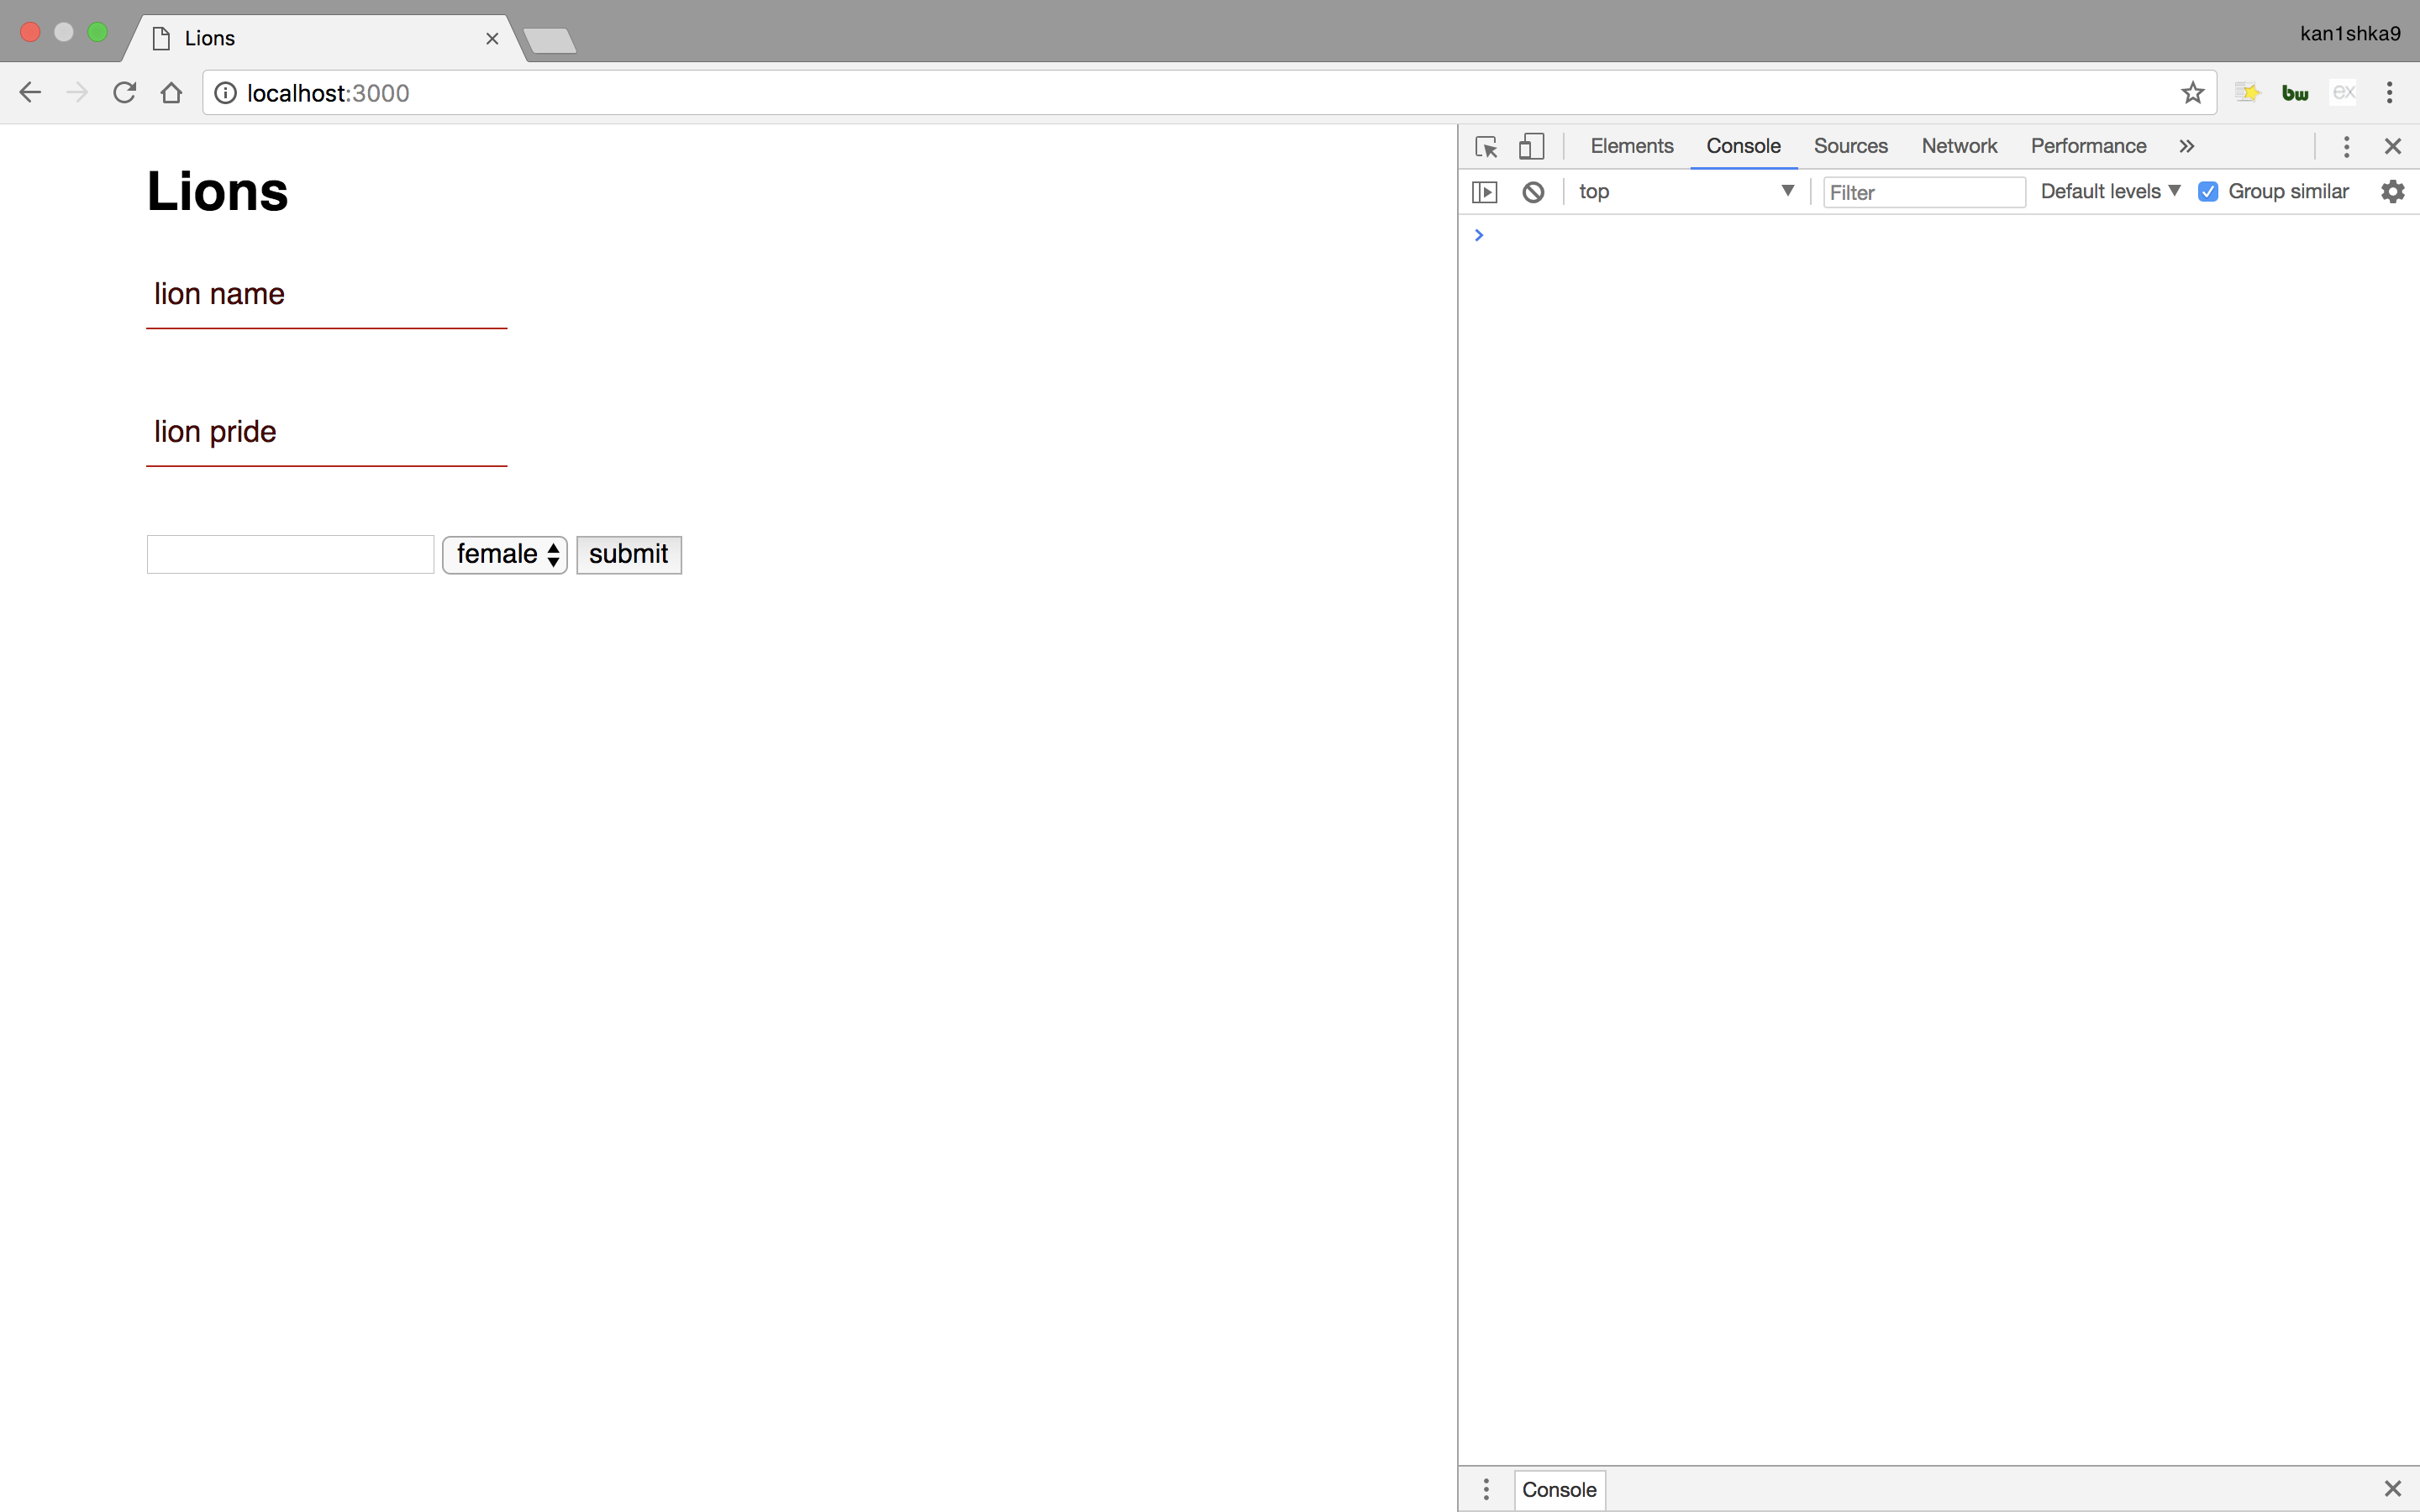 Lions
kan1shka9
localhost:3000
bw
ex
Elements Console Sources Network Performance
top Filter Default levels Group similar
Lions
lion name
lion pride
female submit
Console